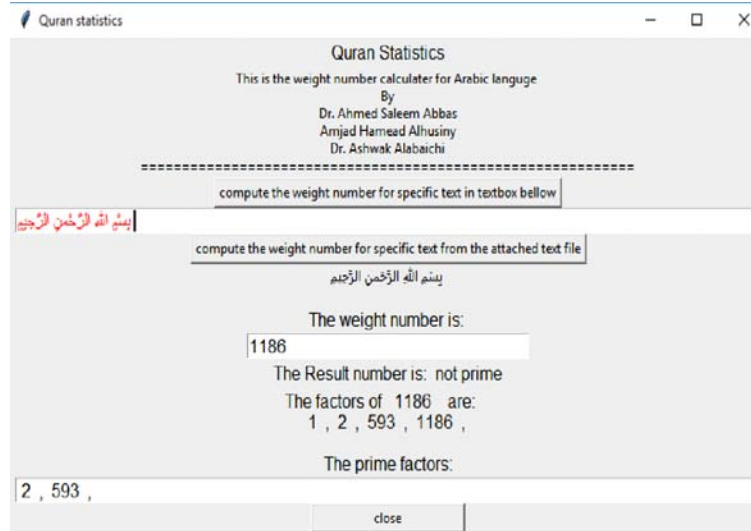 Quran statistics
Quran Statistics
This is the weight number calculater for Arabic languge
By
Dr. Ahmed Saleem Abbas
Amjad Hamead Alhusiny
Dr. Ashwak Alabaichi
============================================================
compute the weight number for specific text in textbox bellow
بِسْمِ اللهِ الرَّحْمنِ الرَّحِيمِ
compute the weight number for specific text from the attached text file
بِسْمِ اللَّهِ الرَّحْمنِ الرَّحِيمِ
The weight number is:
1186
The Result number is: not prime
The factors of 1186 are:
1 , 2 , 593 , 1186 ,
The prime factors:
2 , 593 ,
close